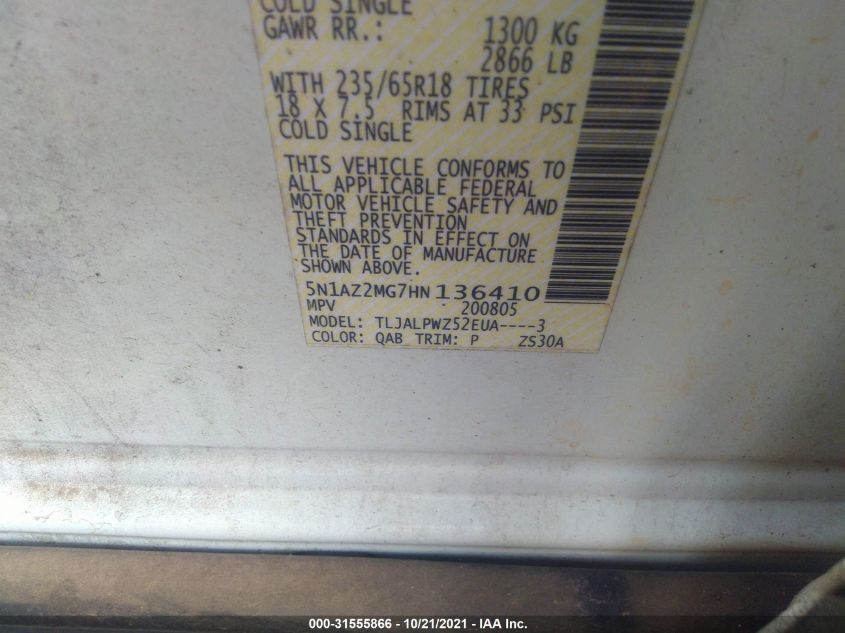 COLD SINGLE
GAWR RR.: 1300 KG
2866 LB
WITH 235/65R18 TIRES
18 X 7.5 RIMS AT 33 PSI
COLD SINGLE
THIS VEHICLE CONFORMS TO
ALL APPLICABLE FEDERAL
MOTOR VEHICLE SAFETY AND
THEFT PREVENTION
STANDARDS IN EFFECT ON
THE DATE OF MANUFACTURE
SHOWN ABOVE.
5N1AZ2MG7HN136410
MPV 200805
MODEL: TLJALPWZ52EUA----3
COLOR: QAB TRIM: P ZS30A
000-31555866 - 10/21/2021 - IAA Inc.